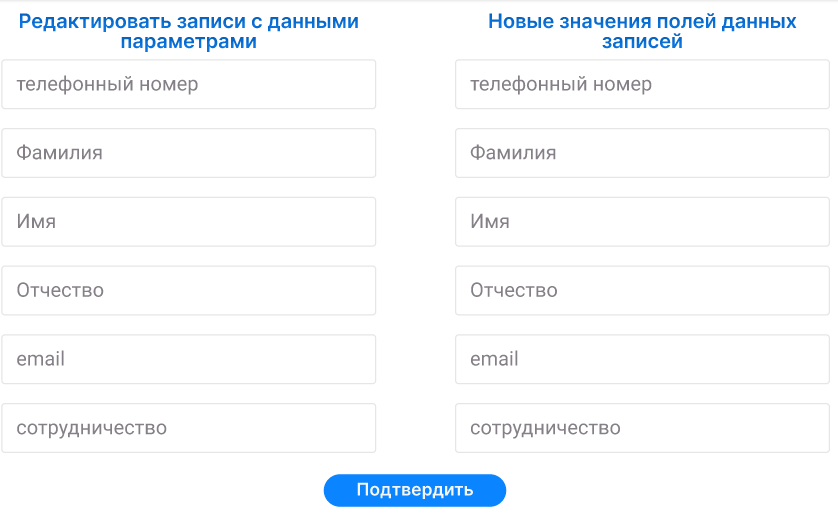 Редактировать записи с данными
параметрами
телефонный номер
Фамилия
Имя
Отчество
email
сотрудничество
Новые значения полей данных
записей
телефонный номер
Фамилия
Имя
Отчество
email
сотрудничество
Подтвердить